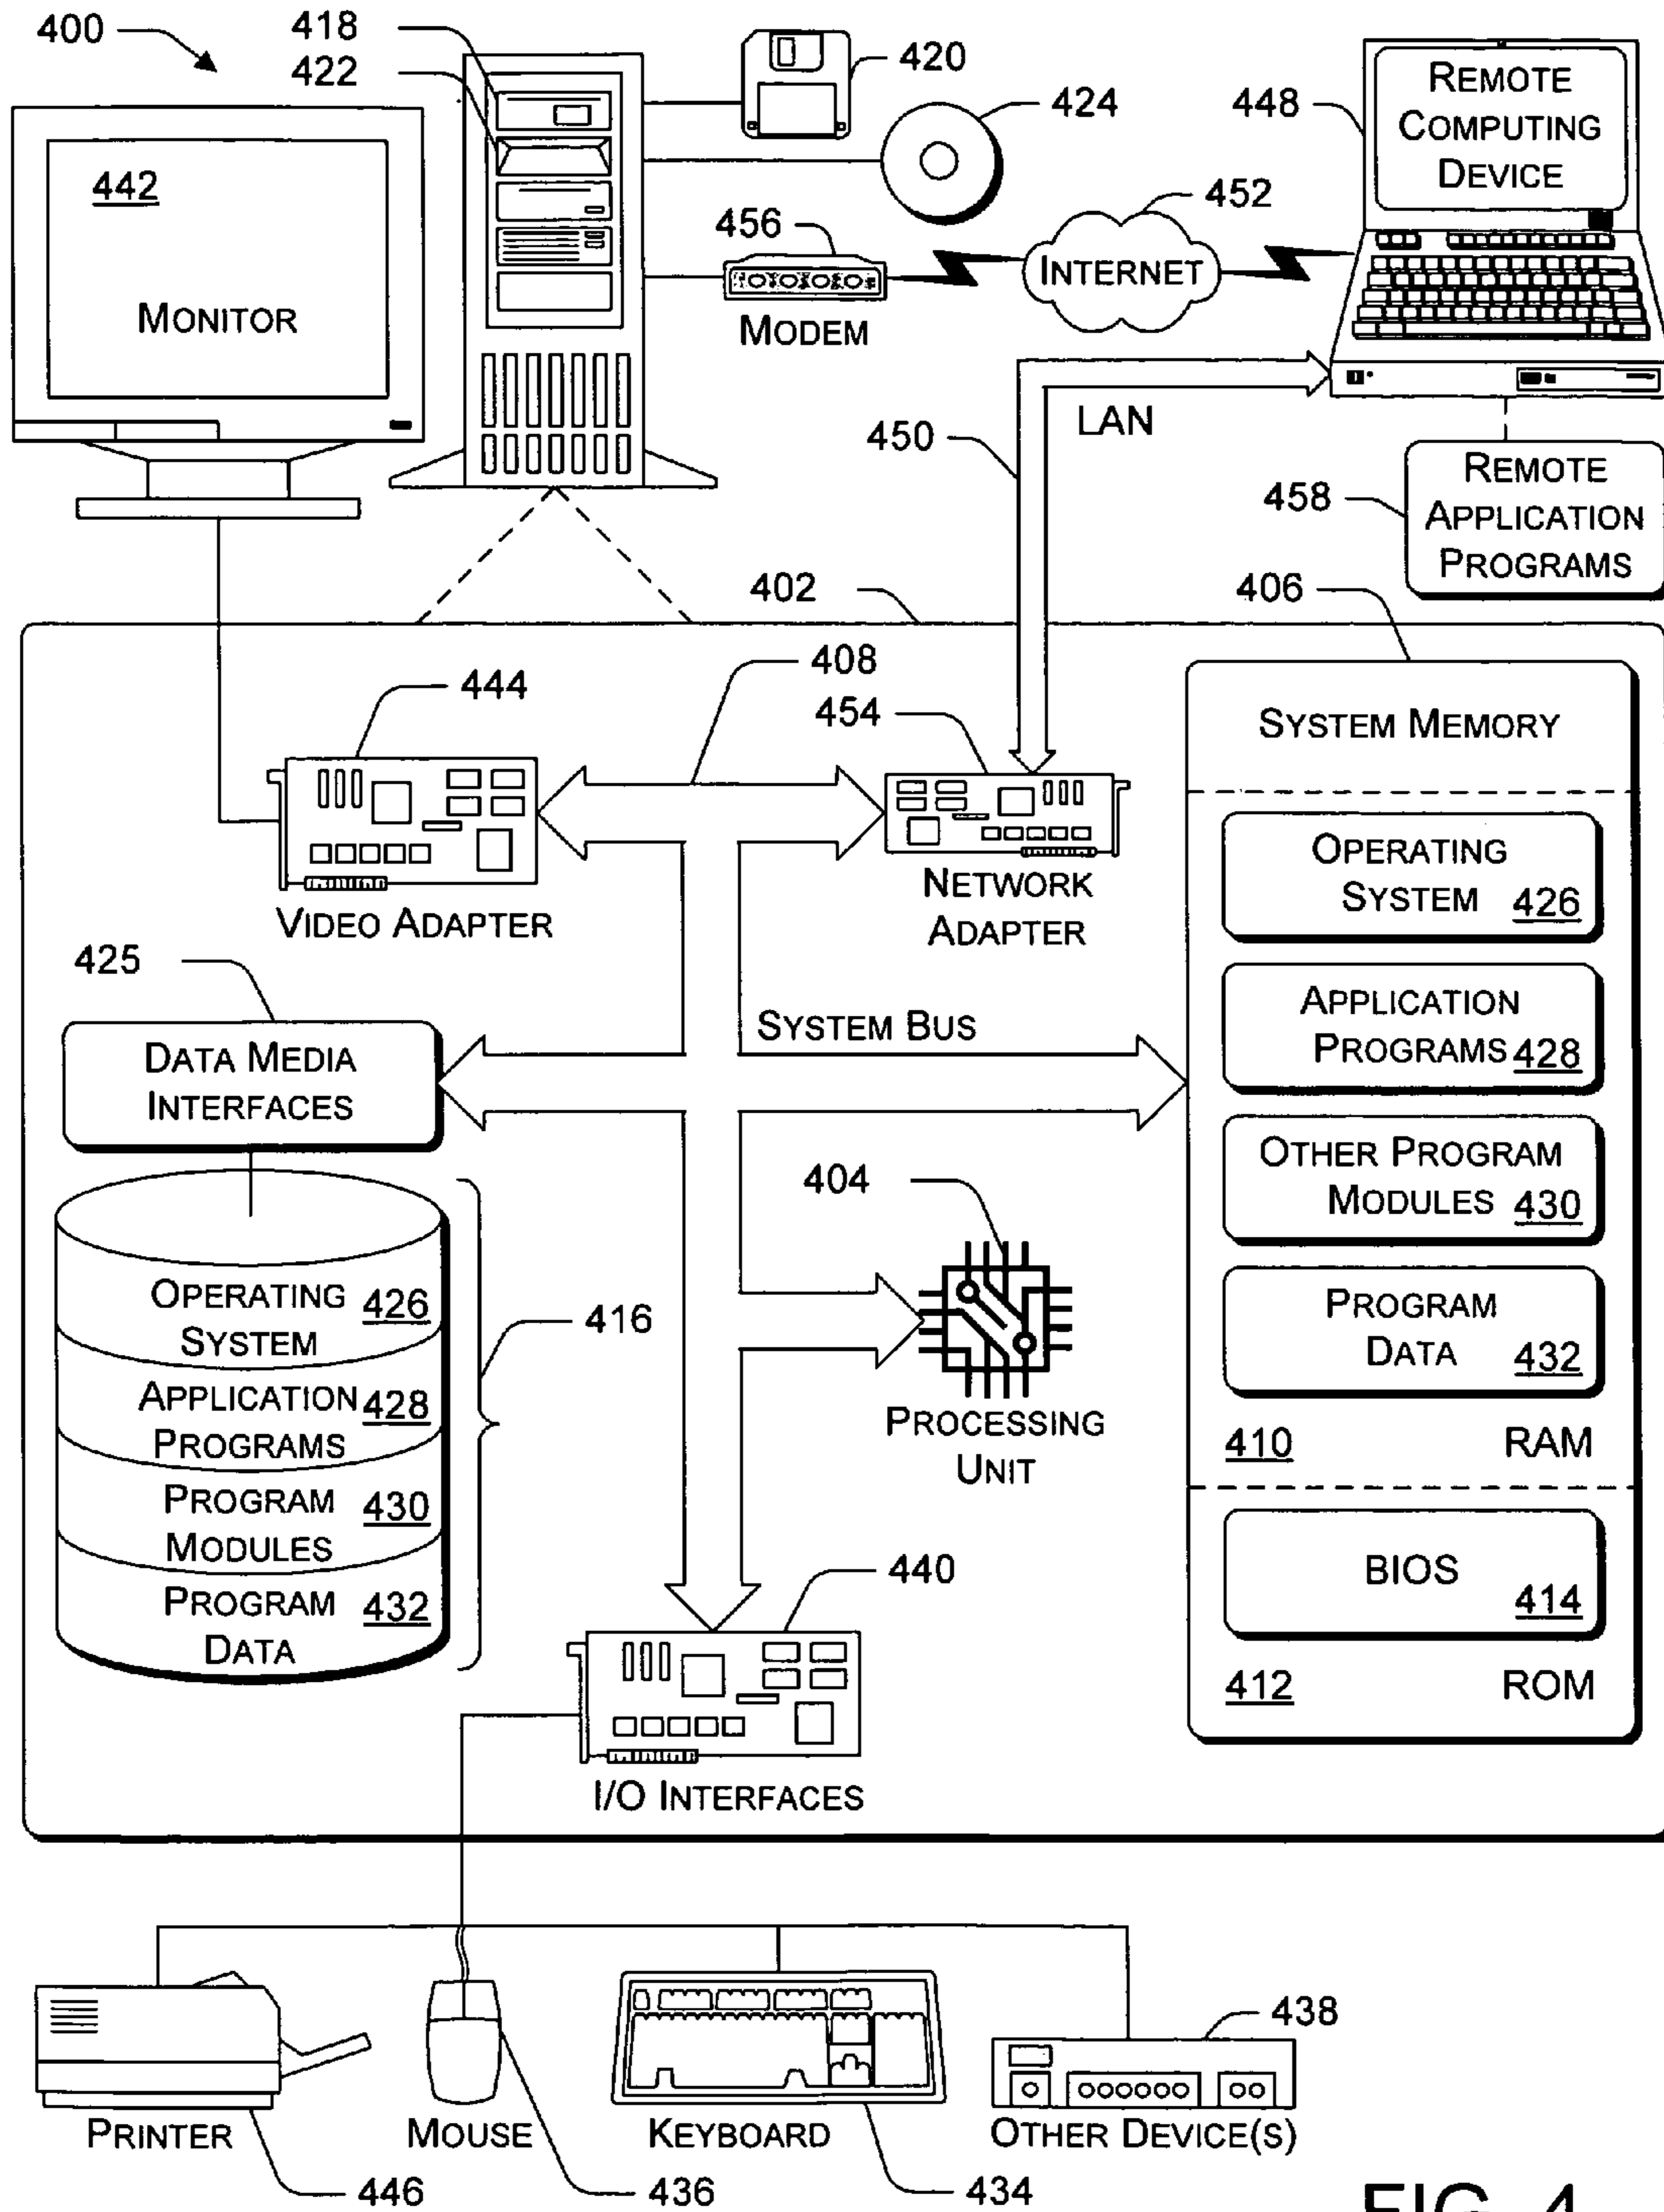 400
418
422
420
424
448
REMOTE
COMPUTING
DEVICE
442
MONITOR
456
MODEM
452
INTERNET
LAN
450
458
REMOTE
APPLICATION
PROGRAMS
402
406
408
444
454
VIDEO ADAPTER
NETWORK
ADAPTER
SYSTEM MEMORY
OPERATING
SYSTEM 426
APPLICATION
PROGRAMS 428
OTHER PROGRAM
MODULES 430
PROGRAM
DATA 432
410 RAM
BIOS
414
412 ROM
425
DATA MEDIA
INTERFACES
SYSTEM BUS
404
PROCESSING
UNIT
OPERATING 426
SYSTEM
APPLICATION 428
PROGRAMS
PROGRAM 430
MODULES
PROGRAM 432
DATA
416
440
I/O INTERFACES
438
PRINTER
MOUSE
KEYBOARD
OTHER DEVICE(S)
446
436
434
FIG. 4